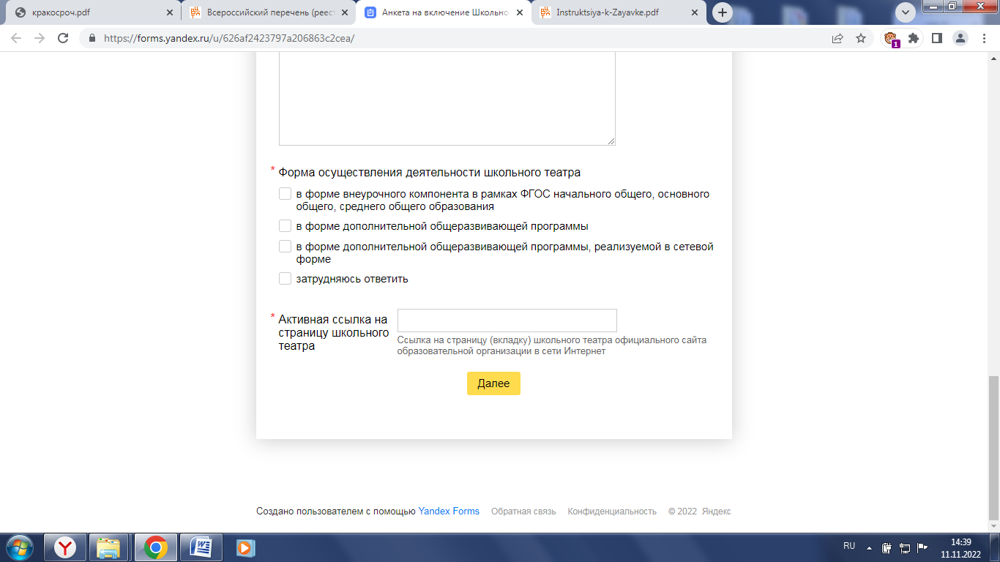 кракосроч.pdf
Всероссийский перечень (реест
Анкета на включение Школьно
Instruktsiya-k-Zayavke.pdf
https://forms.yandex.ru/u/626af2423797a206863c2cea/
1
* Форма осуществления деятельности школьного театра
в форме внеурочного компонента в рамках ФГОС начального общего, основного
общего, среднего общего образования
в форме дополнительной общеразвивающей программы
в форме дополнительной общеразвивающей программы, реализуемой в сетевой
форме
затрудняюсь ответить
* Активная ссылка на
страницу школьного
театра
Ссылка на страницу (вкладку) школьного театра официального сайта
образовательной организации в сети Интернет
Далее
Создано пользователем с помощью Yandex Forms Обратная связь Конфиденциальность © 2022 Яндекс
RU
14:39
11.11.2022